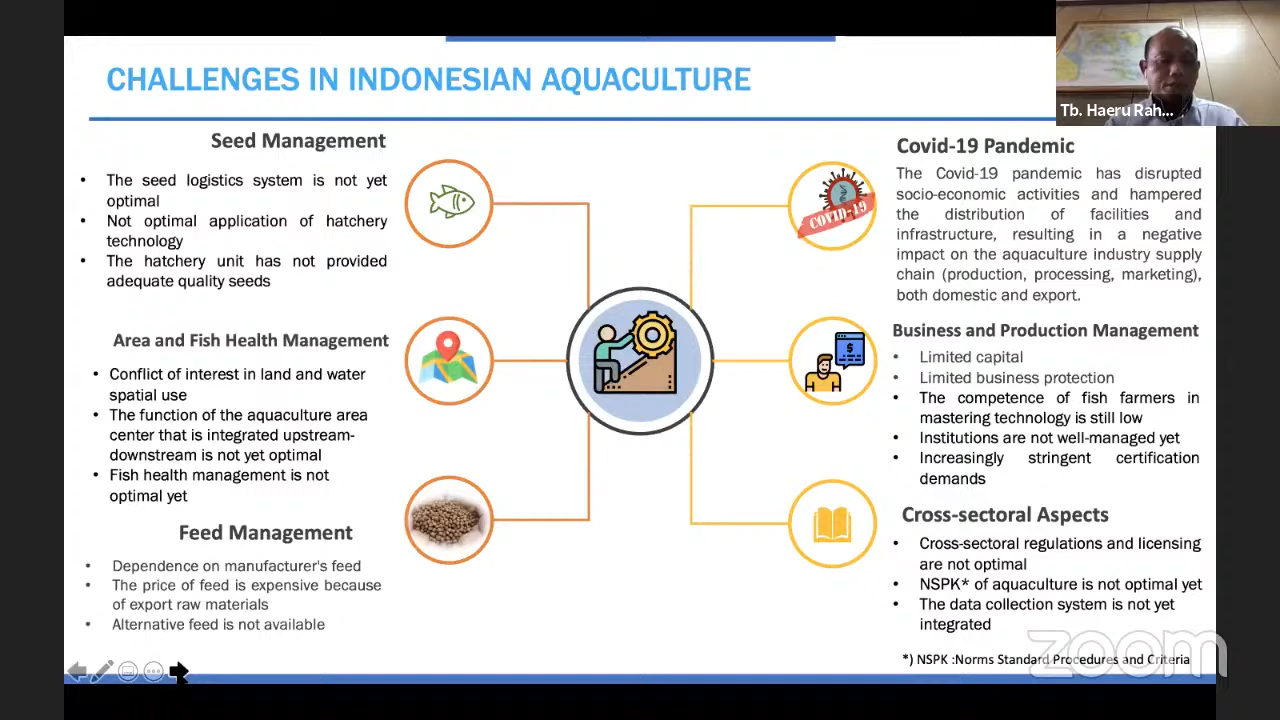 CHALLENGES IN INDONESIAN AQUACULTURE
Tb. Haeru Rah...
Seed Management
• The seed logistics system is not yet
optimal
• Not optimal application of hatchery
technology
• The hatchery unit has not provided
adequate quality seeds
Area and Fish Health Management
• Conflict of interest in land and water
spatial use
• The function of the aquaculture area
center that is integrated upstream-
downstream is not yet optimal
• Fish health management is not
optimal yet
Feed Management
• Dependence on manufacturer's feed
• The price of feed is expensive because
of export raw materials
• Alternative feed is not available
COVID-19
$
Covid-19 Pandemic
The Covid-19 pandemic has disrupted
socio-economic activities and hampered
the distribution of facilities and
infrastructure, resulting in a negative
impact on the aquaculture industry supply
chain (production, processing, marketing),
both domestic and export.
Business and Production Management
• Limited capital
• Limited business protection
• The competence of fish farmers in
mastering technology is still low
• Institutions are not well-managed yet
• Increasingly stringent certification
demands
Cross-sectoral Aspects
• Cross-sectoral regulations and licensing
are not optimal
• NSPK* of aquaculture is not optimal yet
• The data collection system is not yet
integrated
*) NSPK :Norms Standard Procedures and Criteria
zoom